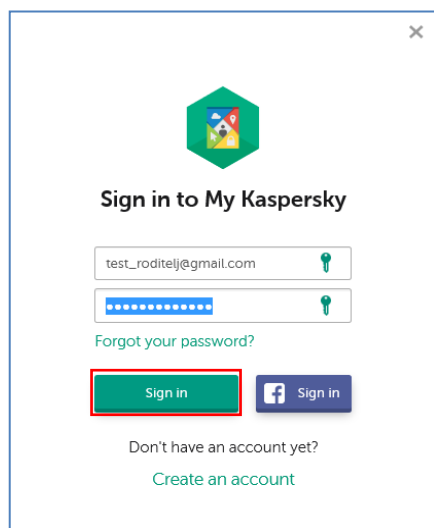 Sign in to My Kaspersky
test_roditelj@gmail.com
•••••••••••••
Forgot your password?
Sign in
Sign in
Don't have an account yet?
Create an account